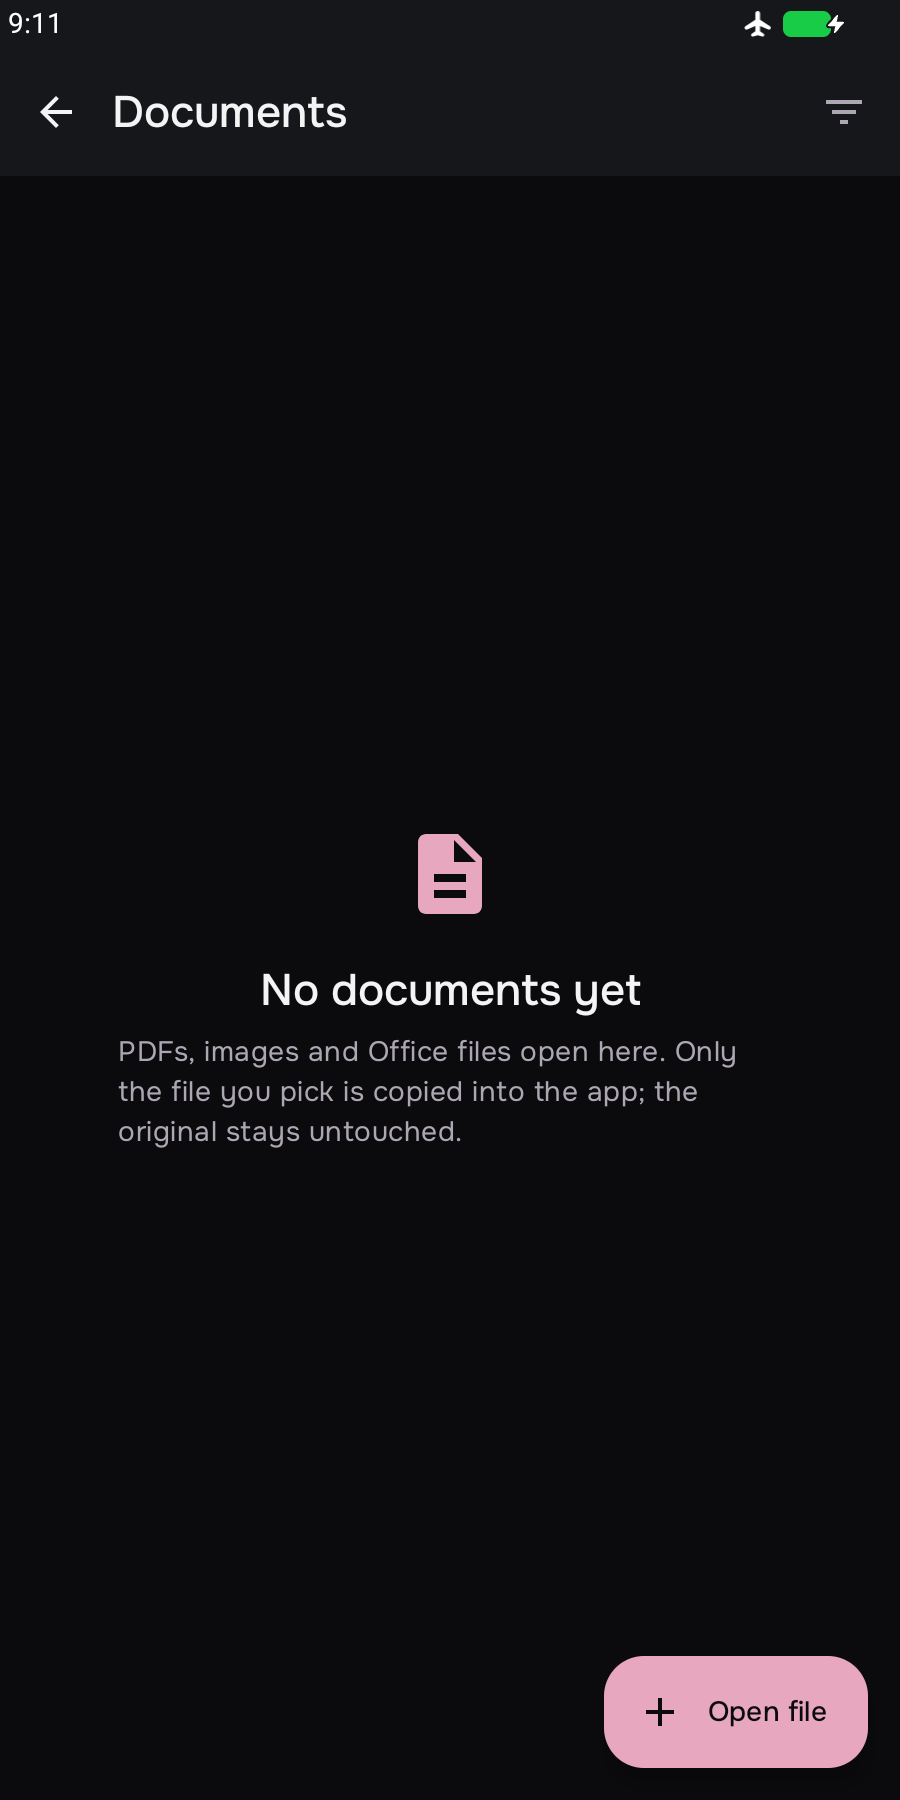 9:11
Documents
No documents yet
PDFs, images and Office files open here. Only
the file you pick is copied into the app; the
original stays untouched.
Open file